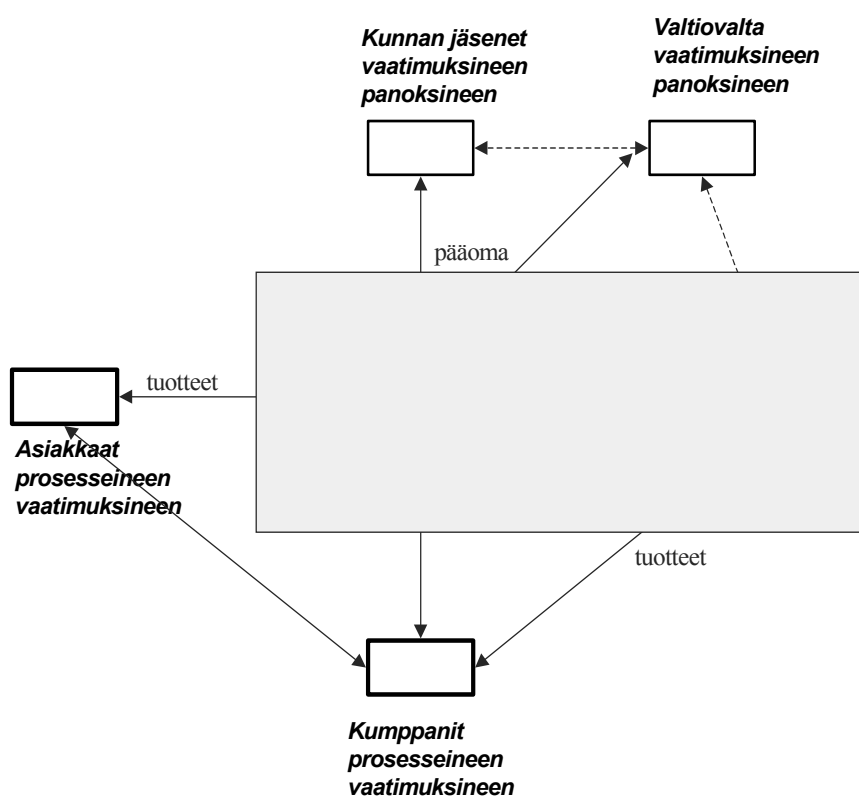 Kunnan jäsenet
vaatimuksineen
panoksineen
Valtiovalta
vaatimuksineen
panoksineen
pääoma
tuotteet
Asiakkaat
prosesseineen
vaatimuksineen
tuotteet
Kumppanit
prosesseineen
vaatimuksineen